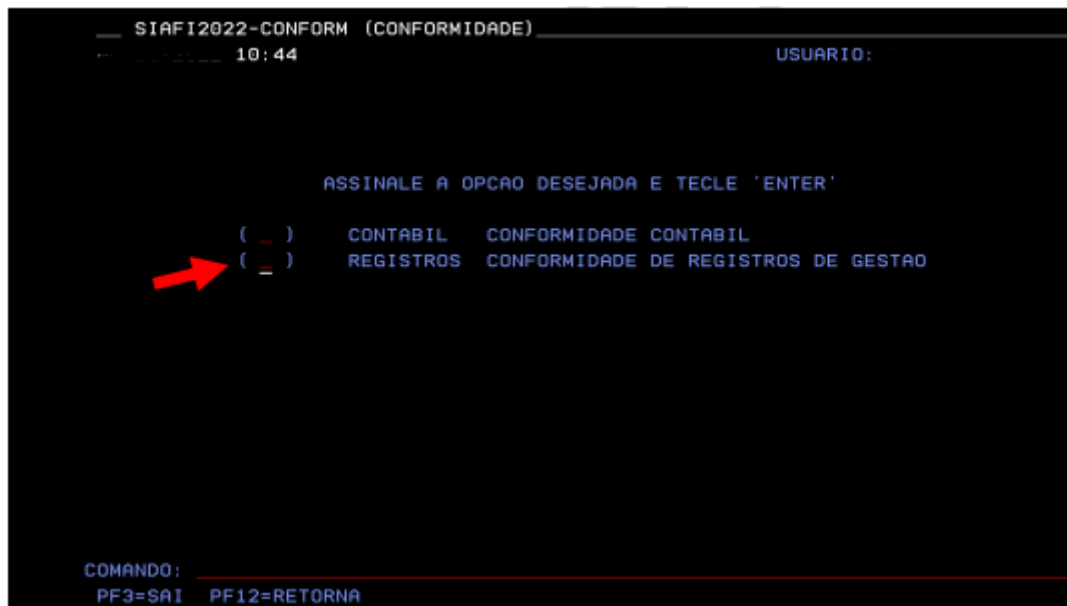 SIAFI2022-CONFORM (CONFORMIDADE)
10:44 USUARIO:
ASSINALE A OPCAO DESEJADA E TECLE 'ENTER'
( _ ) CONTABIL CONFORMIDADE CONTABIL
( _ ) REGISTROS CONFORMIDADE DE REGISTROS DE GESTAO
COMANDO:
PF3=SAI PF12=RETORNA